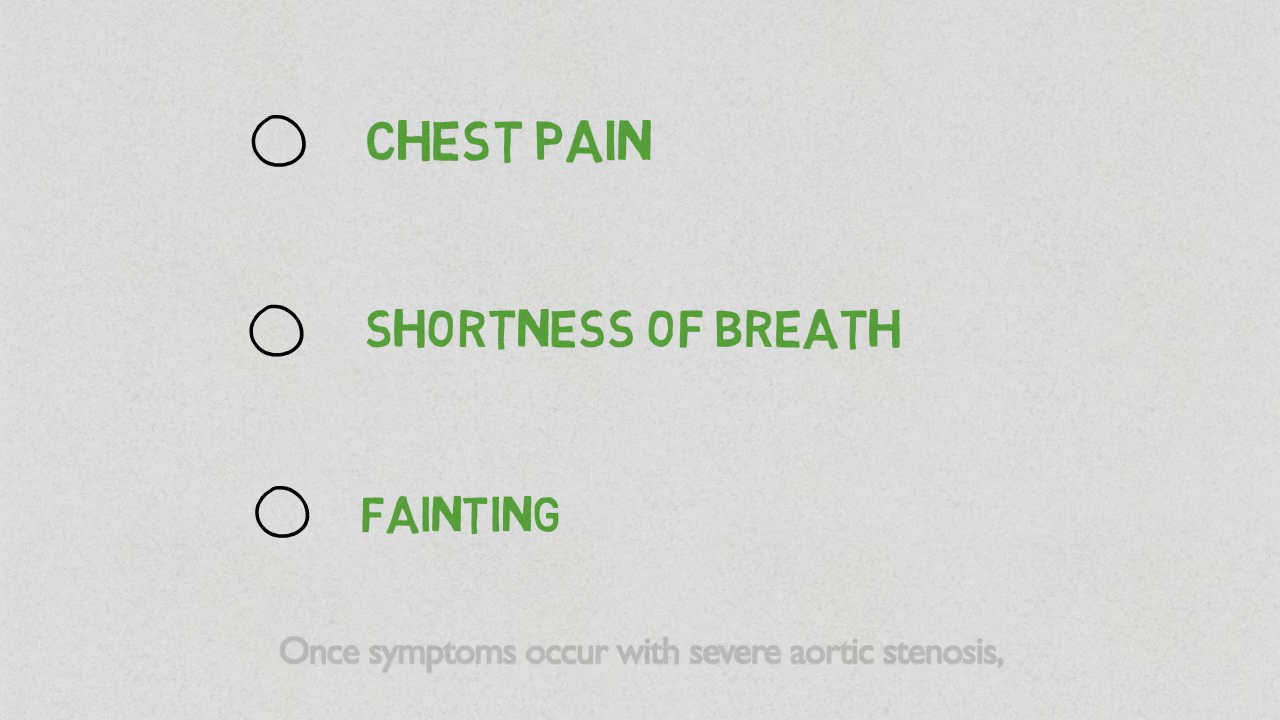 CHEST PAIN
SHORTNESS OF BREATH
FAINTING
Once symptoms occur with severe aortic stenosis,